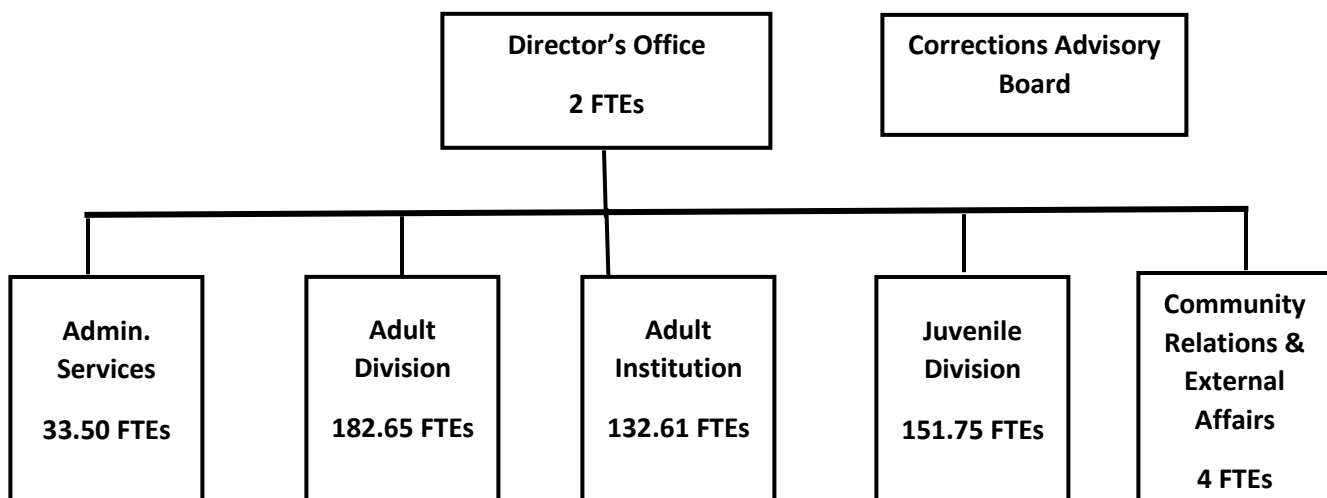 Director’s Office
2 FTEs
Corrections Advisory
Board
Admin.
Services
33.50 FTEs
Adult
Division
182.65 FTEs
Adult
Institution
132.61 FTEs
Juvenile
Division
151.75 FTEs
Community
Relations &
External
Affairs
4 FTEs